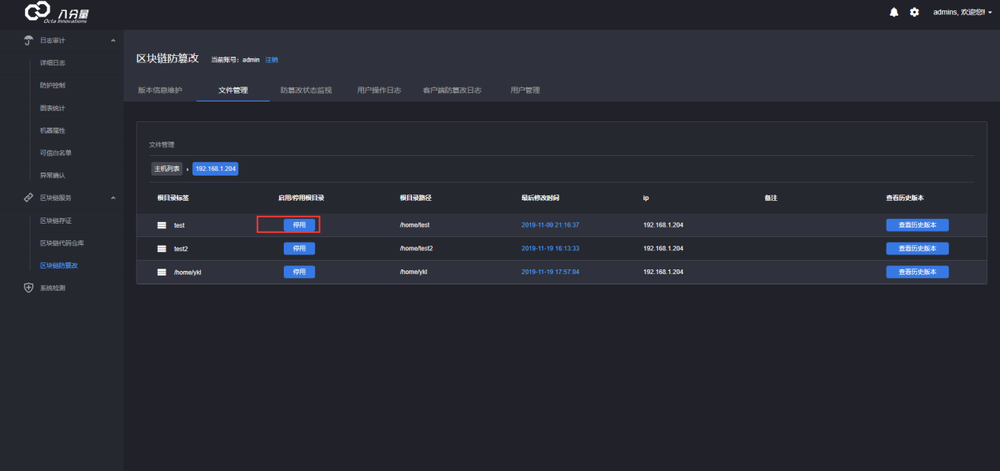 八分量
Octa Innovations
admins, 欢迎您!
日志审计
详细日志
防护控制
图表统计
机器属性
可信白名单
异常确认
区块链服务
区块链存证
区块链代码仓库
区块链防篡改
系统检测
区块链防篡改 当前账号：admin 注销
版本信息维护 文件管理 防篡改状态监视 用户操作日志 客户端防篡改日志 用户管理
文件管理
主机列表 › 192.168.1.204
根目录标签 启用/停用根目录 根目录路径 最后修改时间 ip 备注 查看历史版本
test 停用 /home/test 2019-11-09 21:16:37 192.168.1.204 查看历史版本
test2 停用 /home/test2 2019-11-19 16:13:33 192.168.1.204 查看历史版本
/home/ykl 停用 /home/ykl 2019-11-19 17:57:04 192.168.1.204 查看历史版本